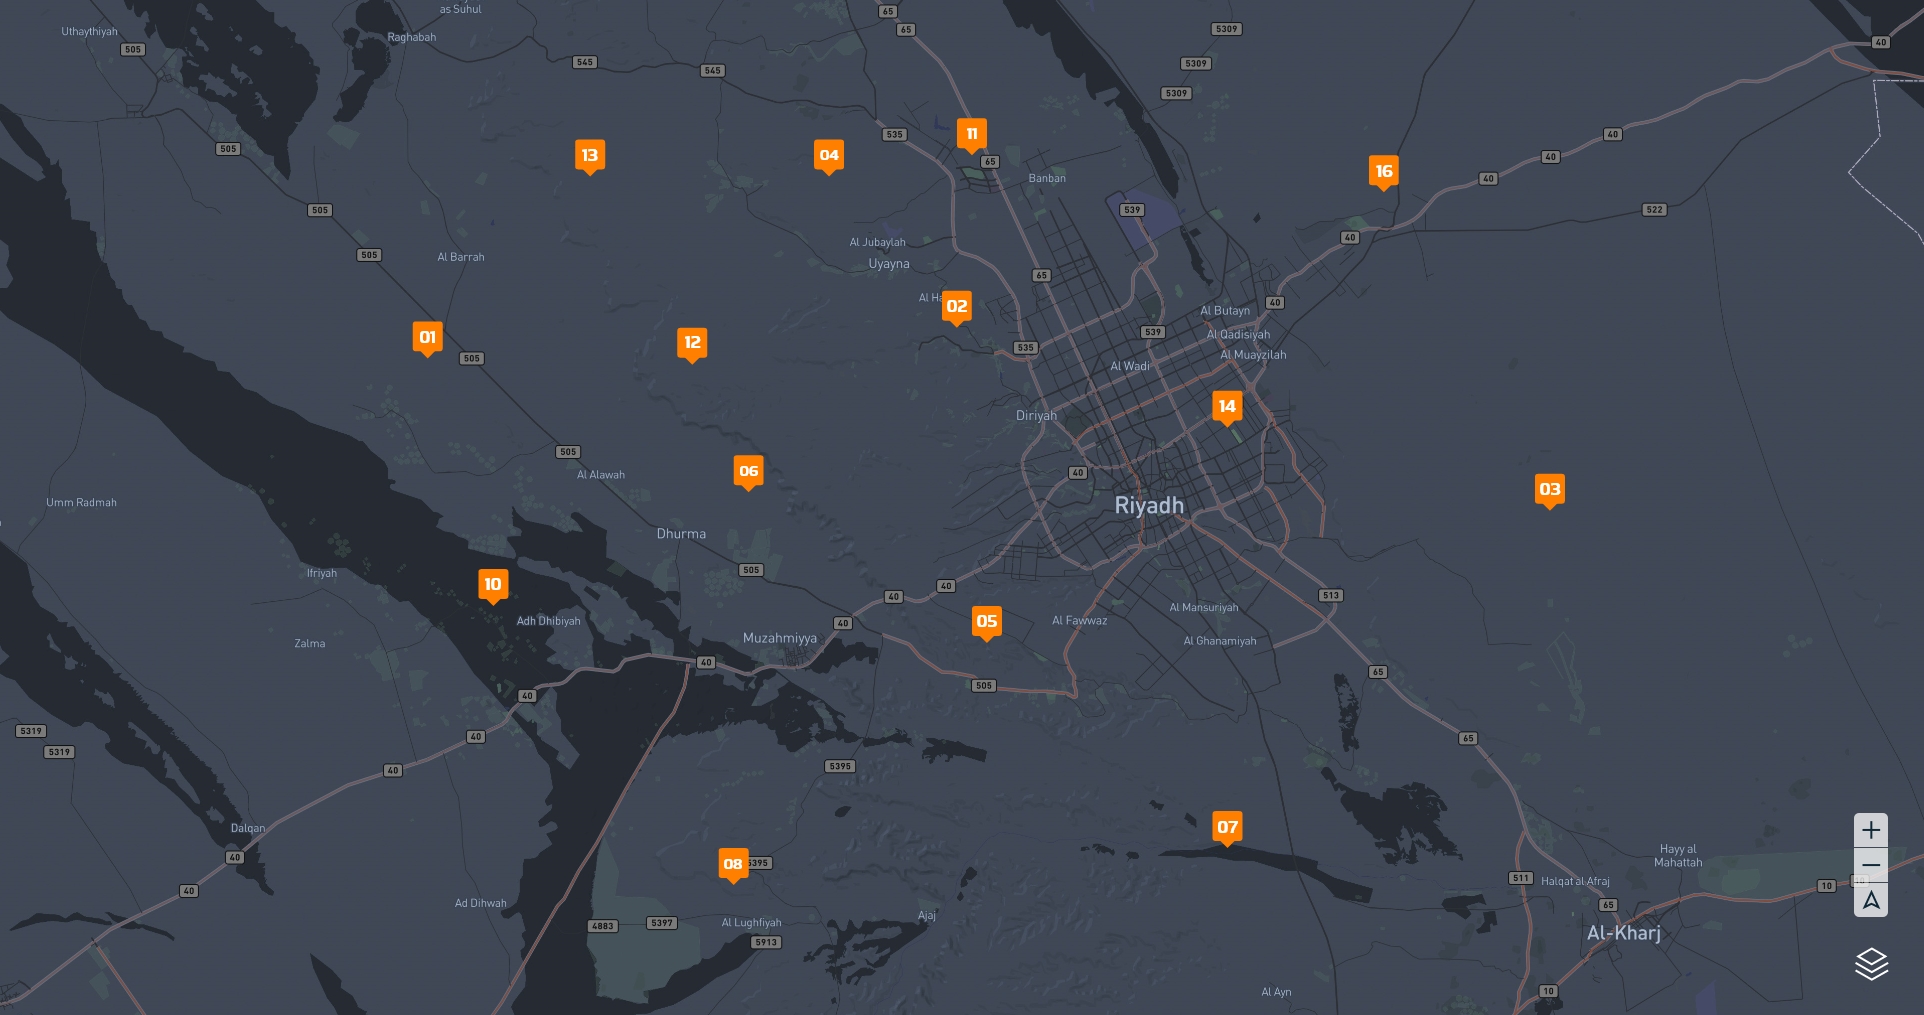 as Suhul
65
65
5309
Uthaythiyah
505
Raghabah
40
545
545
5309
5309
535
11
40
505
13
04
65
40
16
40
Banban
505
539
522
40
Al Jubaylah
505
Al Barrah
Uyayna
65
Al Ha
02
40
Al Butayn
01
12
535
539
Al Qadisiyah
505
Al Muayzilah
Al Wadi
14
Diriyah
505
06
Al Alawah
40
03
Umm Radmah
Riyadh
Dhurma
505
Ifriyah
10
40
40
513
Al Mansuriyah
Adh Dhibiyah
40
05
Al Fawwaz
Zalma
Muzahmiyya
Al Ghanamiyah
40
65
505
40
5319
40
65
5319
40
5395
Dalqan
07
40
08
5395
Hayy al
Mahattah
511
Halqat al-Afraj
10
40
Ad Dihwah
65
4883
5397
Al Lughfiyah
Ajaj
5913
Al-Kharj
Al Ayn
10